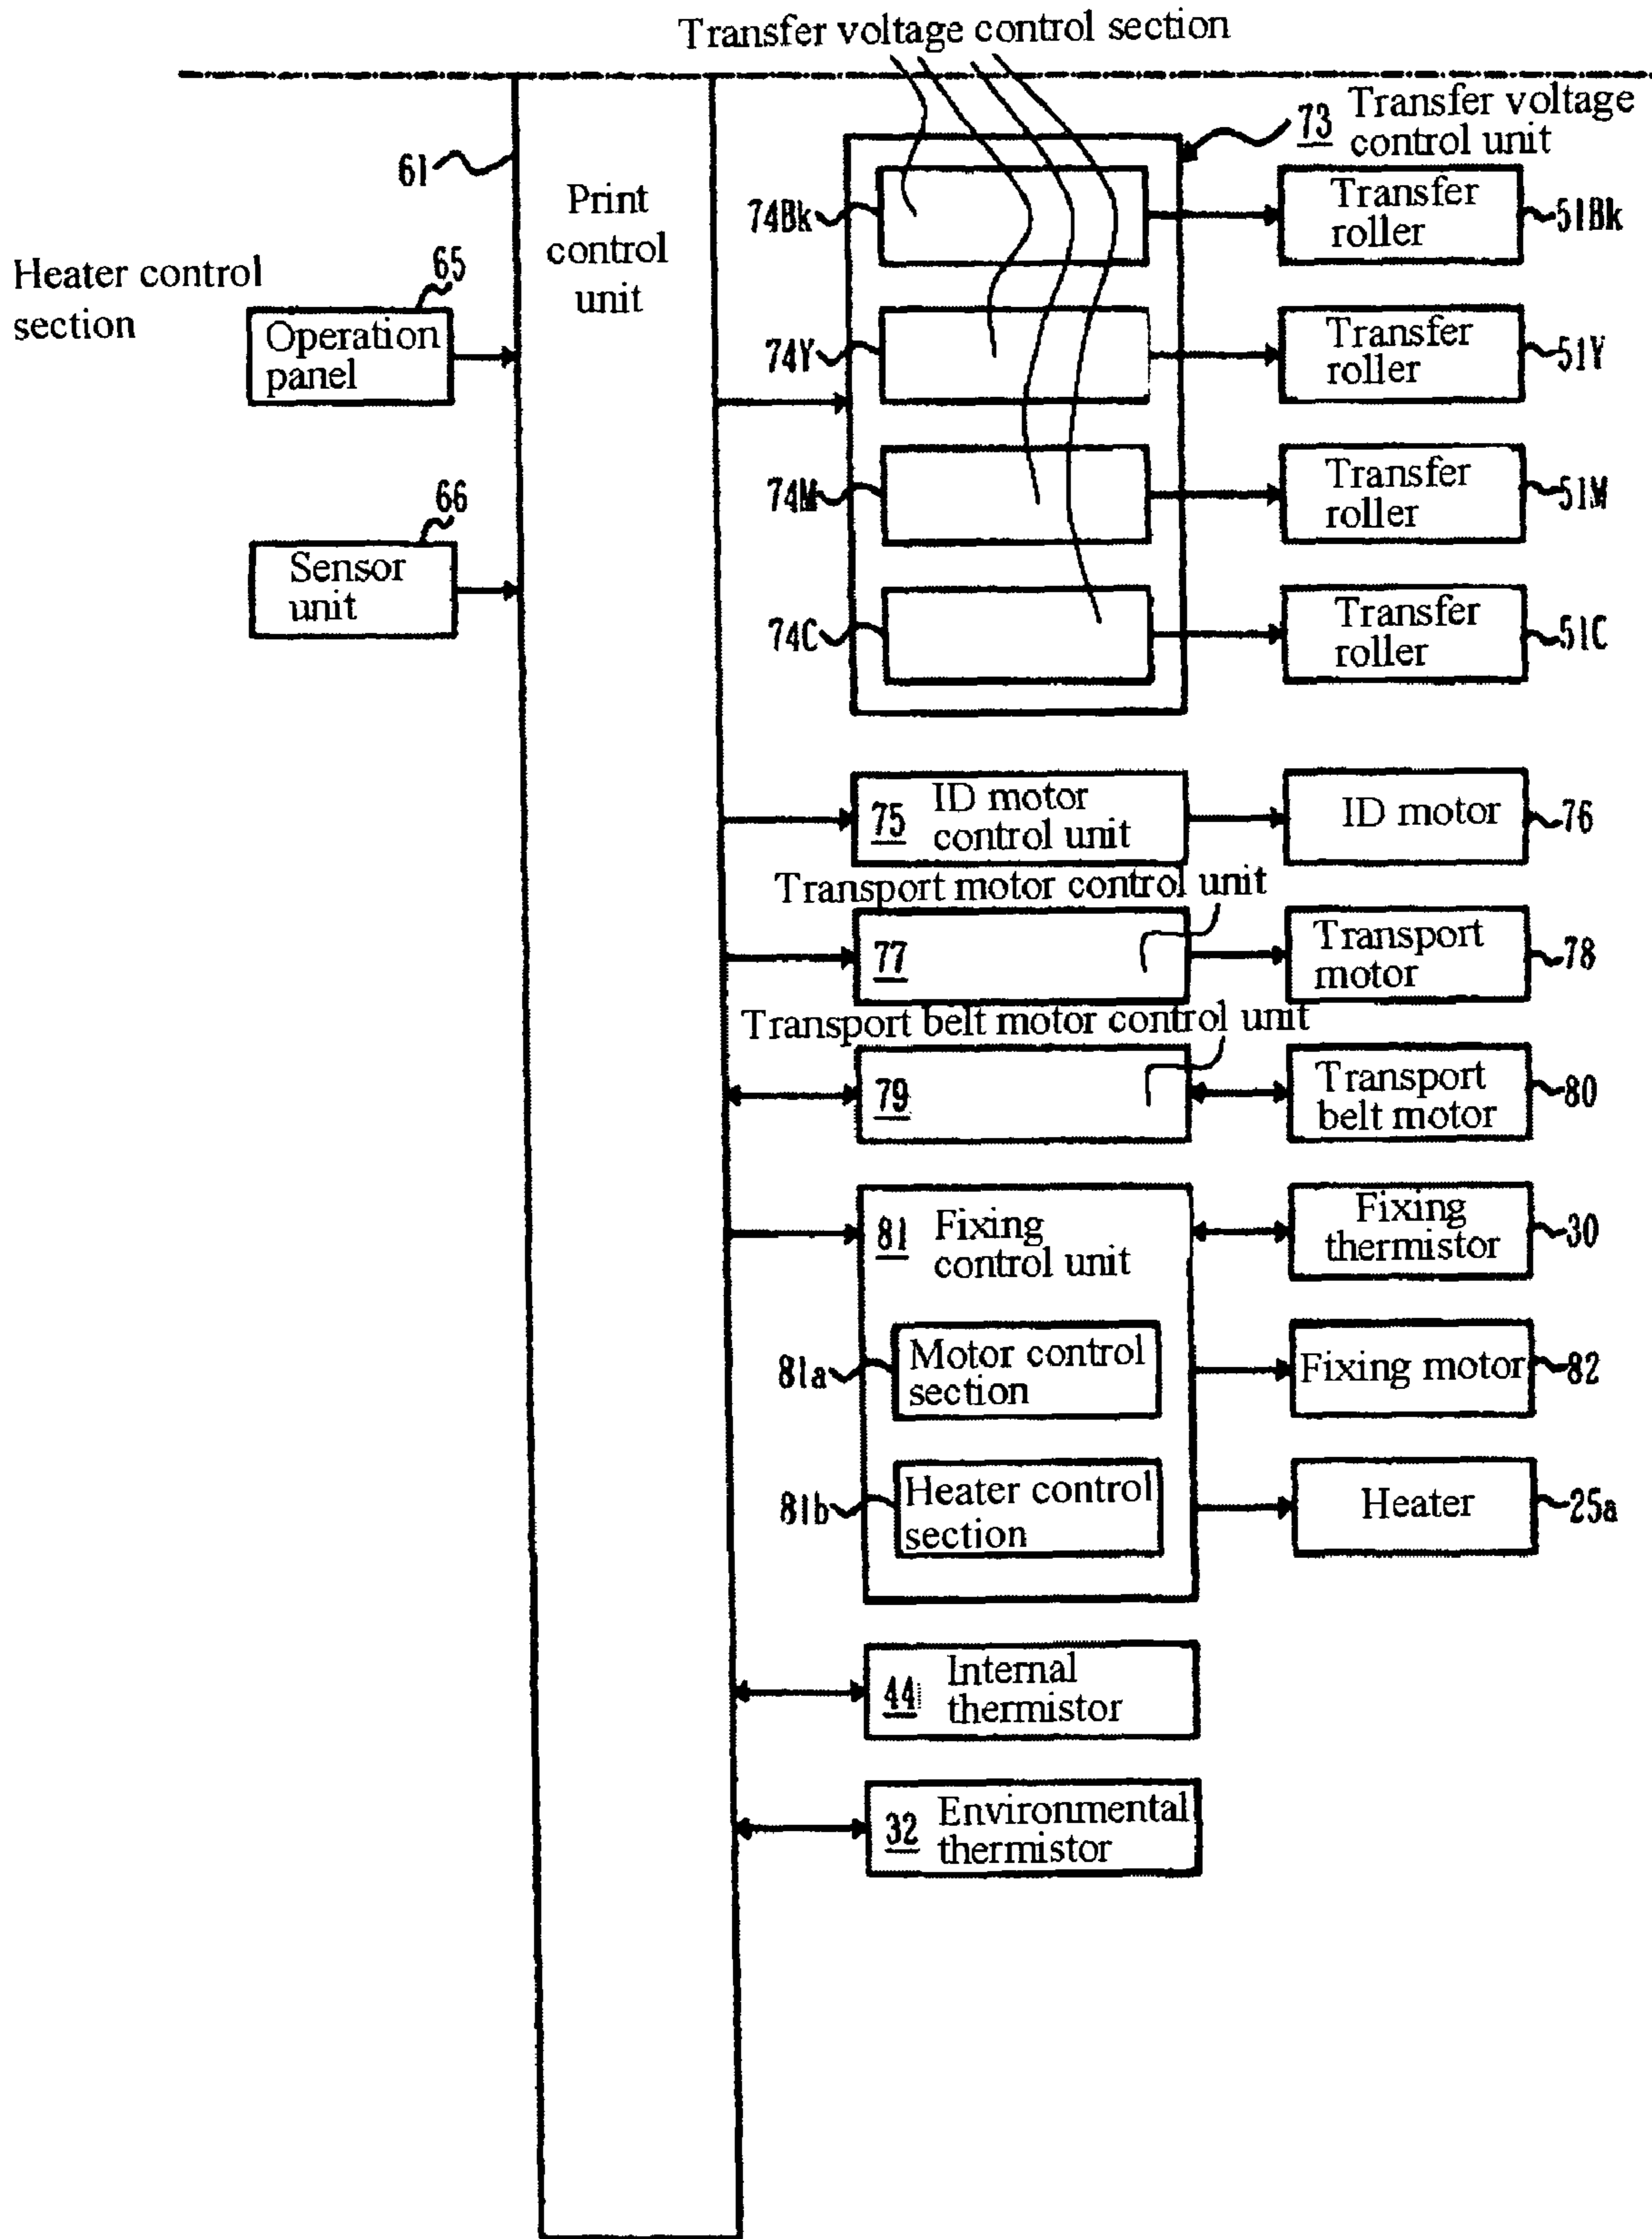 Transfer voltage control section
73 Transfer voltage
control unit
61
Print
control
unit
74Bk
Transfer
roller
51Bk
Heater control
section
65
Operation
panel
74Y
Transfer
roller
51Y
66
Sensor
unit
74M
Transfer
roller
51M
74C
Transfer
roller
51C
75 ID motor
control unit
ID motor
76
Transport motor control unit
77
Transport
motor
78
Transport belt motor control unit
79
Transport
belt motor
80
81 Fixing
control unit
Fixing
thermistor
30
81a
Motor control
section
Fixing motor
82
81b
Heater control
section
Heater
25a
44 Internal
thermistor
32 Environmental
thermistor